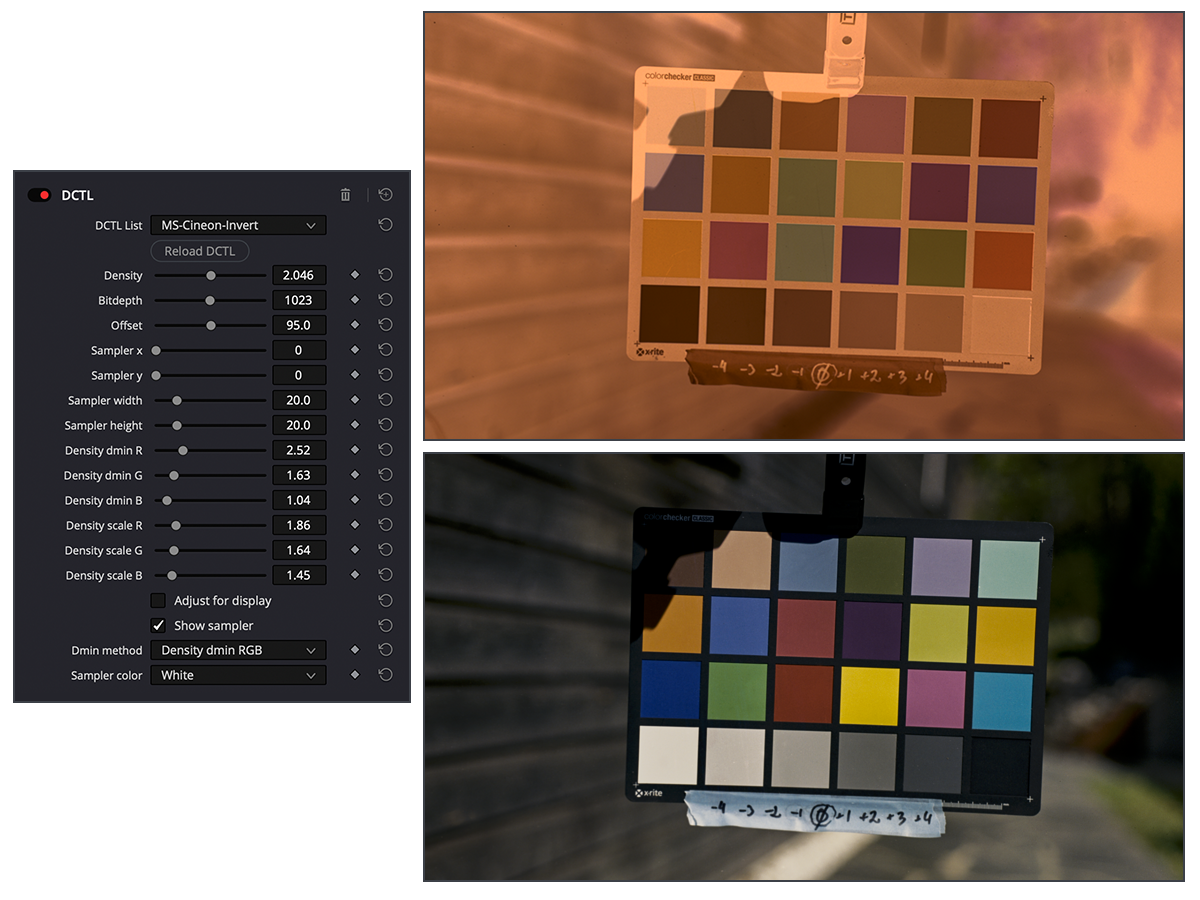 DCTL
DCTL List MS-Cineon-Invert
Reload DCTL
Density 2.046
Bitdepth 1023
Offset 95.0
Sampler x 0
Sampler y 0
Sampler width 20.0
Sampler height 20.0
Density dmin R 2.52
Density dmin G 1.63
Density dmin B 1.04
Density scale R 1.86
Density scale G 1.64
Density scale B 1.45
Adjust for display
Show sampler
Dmin method Density dmin RGB
Sampler color White
colorchecker CLASSIC
x-rite
-4 -3 -2 -1 0 +1 +2 +3 +4
colorchecker CLASSIC
x-rite
-4 -3 -2 -1 0 +1 +2 +3 +4